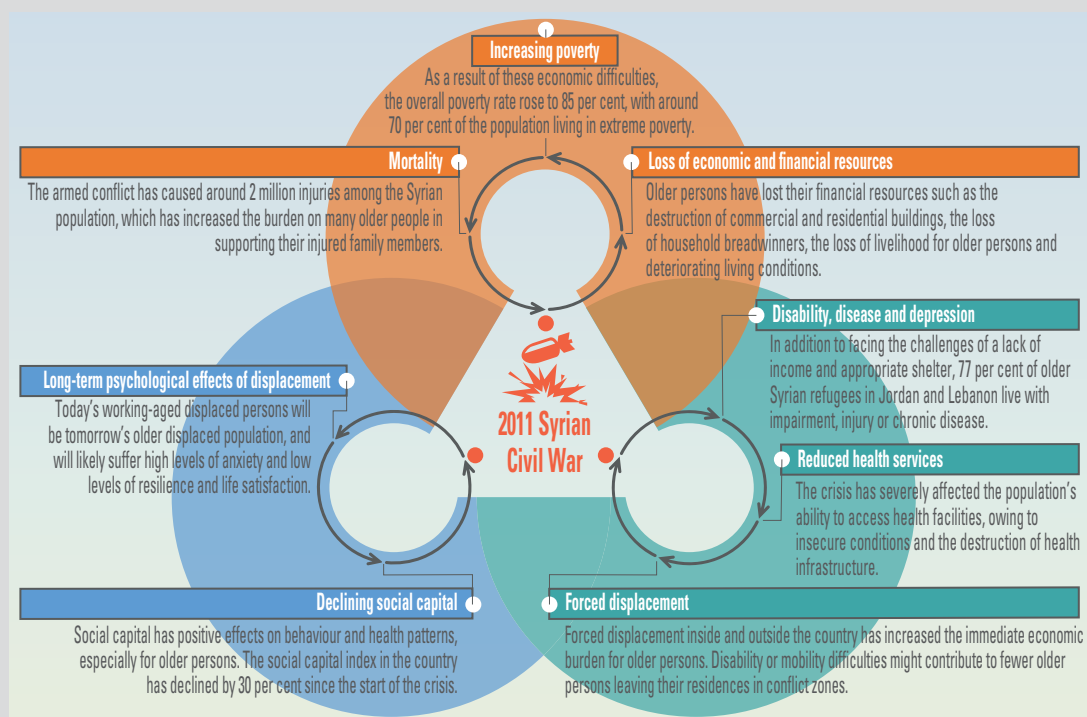 Increasing poverty
As a result of these economic difficulties,
the overall poverty rate rose to 85 per cent, with around
70 per cent of the population living in extreme poverty.
Mortality
The armed conflict has caused around 2 million injuries among the Syrian
population, which has increased the burden on many older people in
supporting their injured family members.
Loss of economic and financial resources
Older persons have lost their financial resources such as the
destruction of commercial and residential buildings, the loss
of household breadwinners, the loss of livelihood for older persons and
deteriorating living conditions.
Disability, disease and depression
In addition to facing the challenges of a lack of
income and appropriate shelter, 77 per cent of older
Syrian refugees in Jordan and Lebanon live with
impairment, injury or chronic disease.
Long-term psychological effects of displacement
Today's working-aged displaced persons will
be tomorrow's older displaced population, and
will likely suffer high levels of anxiety and low
levels of resilience and life satisfaction.
2011 Syrian
Civil War
Reduced health services
The crisis has severely affected the population's
ability to access health facilities, owing to
insecure conditions and the destruction of health
infrastructure.
Declining social capital
Social capital has positive effects on behaviour and health patterns,
especially for older persons. The social capital index in the country
has declined by 30 per cent since the start of the crisis.
Forced displacement
Forced displacement inside and outside the country has increased the immediate economic
burden for older persons. Disability or mobility difficulties might contribute to fewer older
persons leaving their residences in conflict zones.